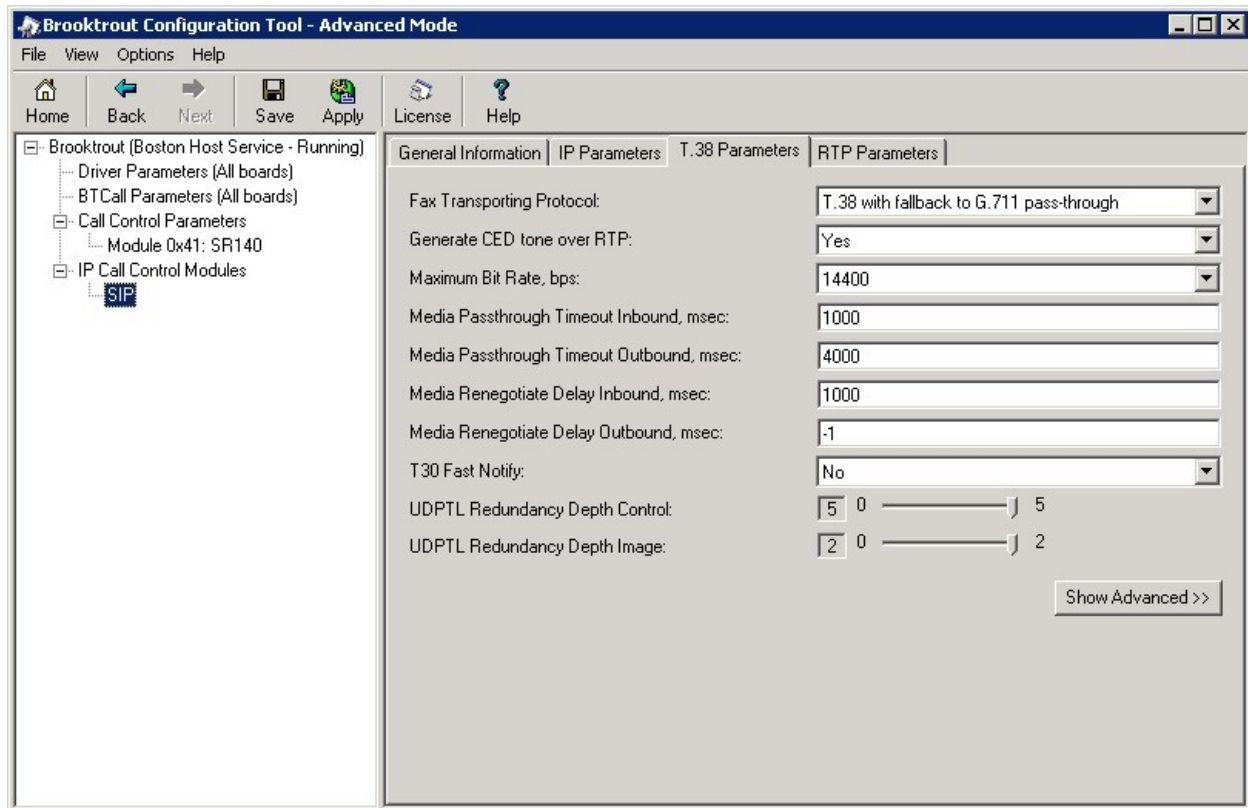 Brooktrout Configuration Tool - Advanced Mode
File View Options Help
Home Back Next Save Apply License Help
Brooktrout (Boston Host Service - Running)
Driver Parameters (All boards)
BTCall Parameters (All boards)
Call Control Parameters
Module 0x41: SR140
IP Call Control Modules
SIP
General Information IP Parameters T.38 Parameters RTP Parameters
Fax Transporting Protocol: T.38 with fallback to G.711 pass-through
Generate CED tone over RTP: Yes
Maximum Bit Rate, bps: 14400
Media Passthrough Timeout Inbound, msec: 1000
Media Passthrough Timeout Outbound, msec: 4000
Media Renegotiate Delay Inbound, msec: 1000
Media Renegotiate Delay Outbound, msec: -1
T30 Fast Notify: No
UDPTL Redundancy Depth Control: 5 0 5
UDPTL Redundancy Depth Image: 2 0 2
Show Advanced >>